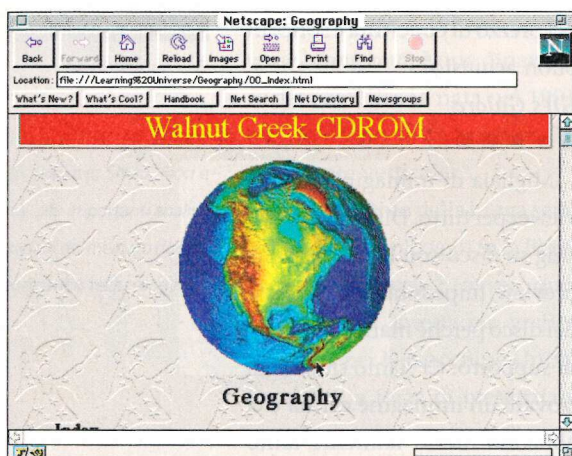 Netscape: Geography
Back Forward Home Reload Images Open Print Find Stop
N
Location: file:///Learning%20Universe/Geography/00_Index.html
What's New? What's Cool? Handbook Net Search Net Directory Newsgroups
Walnut Creek CDROM
Geography
Index